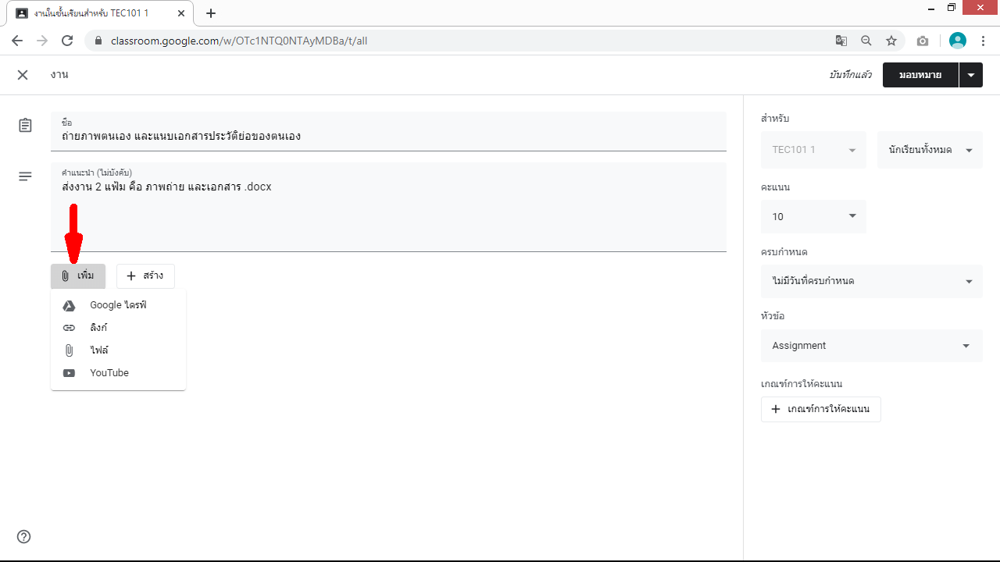 งานในชั้นเรียนสำหรับ TEC101 1
classroom.google.com/w/OTc1NTQ0NTAyMDBa/t/all
งาน
บันทึกแล้ว
มอบหมาย
ชื่อ
ถ่ายภาพตนเอง และแนบเอกสารประวัติย่อของตนเอง
คำแนะนำ (ไม่บังคับ)
ส่งงาน 2 แฟ้ม คือ ภาพถ่าย และเอกสาร .docx
เพิ่ม
สร้าง
Google ไดรฟ์
ลิงก์
ไฟล์
YouTube
สำหรับ
TEC101 1
นักเรียนทั้งหมด
คะแนน
10
ครบกำหนด
ไม่มีวันที่ครบกำหนด
หัวข้อ
Assignment
เกณฑ์การให้คะแนน
เกณฑ์การให้คะแนน